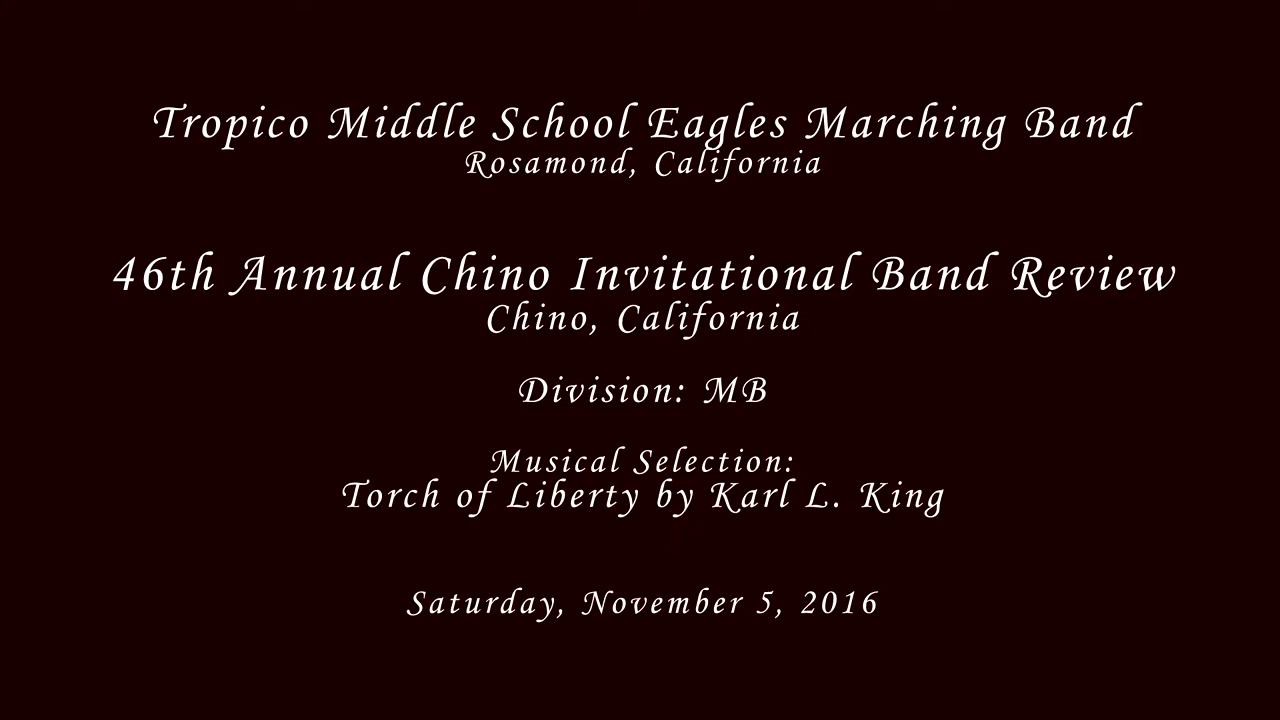 Tropico Middle School Eagles Marching Band
Rosamond, California
46th Annual Chino Invitational Band Review
Chino, California
Division: MB
Musical Selection:
Torch of Liberty by Karl L. King
Saturday, November 5, 2016